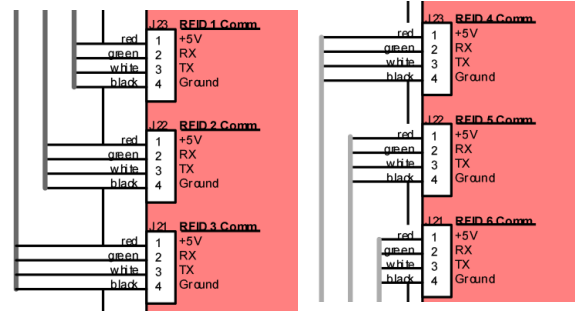 J23 RFID 1 Comm
red 1 +5V
green 2 RX
white 3 TX
black 4 Ground
J22 RFID 2 Comm
red 1 +5V
green 2 RX
white 3 TX
black 4 Ground
J21 RFID 3 Comm
red 1 +5V
green 2 RX
white 3 TX
black 4 Ground
J23 RFID 4 Comm
red 1 +5V
green 2 RX
white 3 TX
black 4 Ground
J22 RFID 5 Comm
red 1 +5V
green 2 RX
white 3 TX
black 4 Ground
J21 RFID 6 Comm
red 1 +5V
green 2 RX
white 3 TX
black 4 Ground